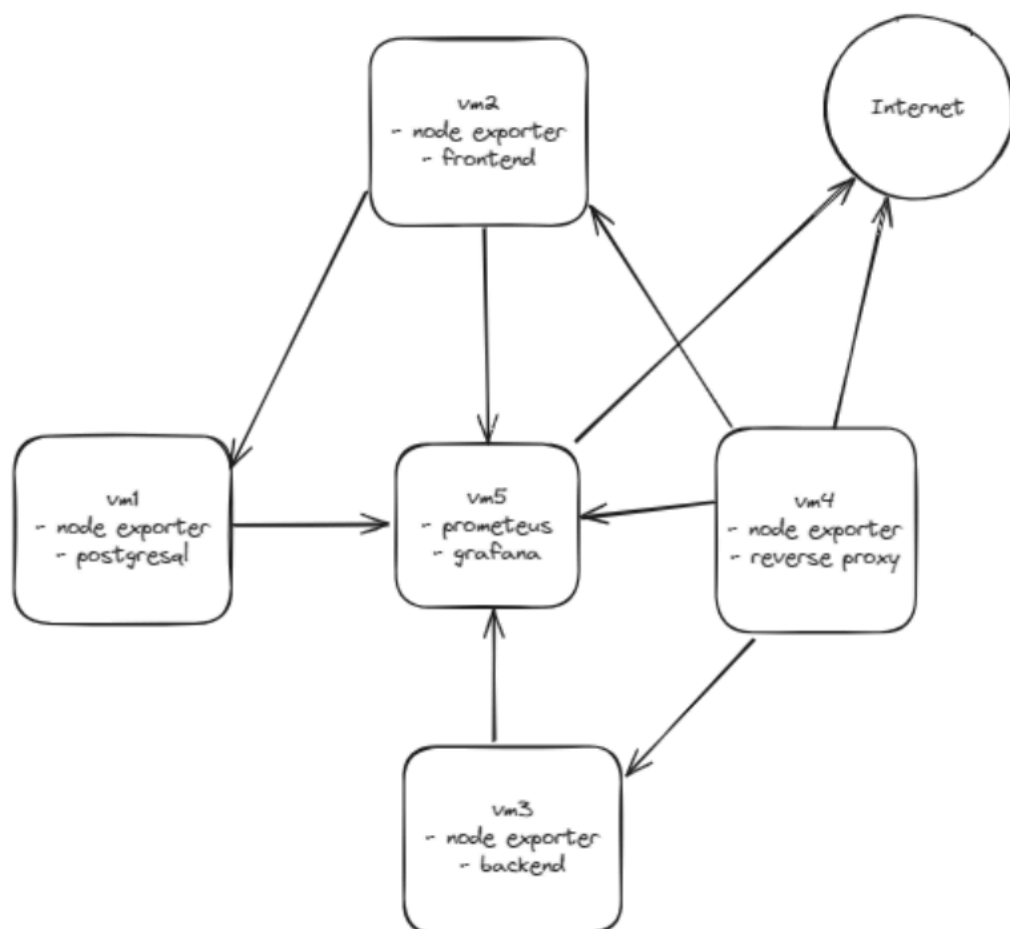 vm2
- node exporter
- frontend
Internet
vm1
- node exporter
- postgresql
vm5
- prometeus
- grafana
vm4
- node exporter
- reverse proxy
vm3
- node exporter
- backend